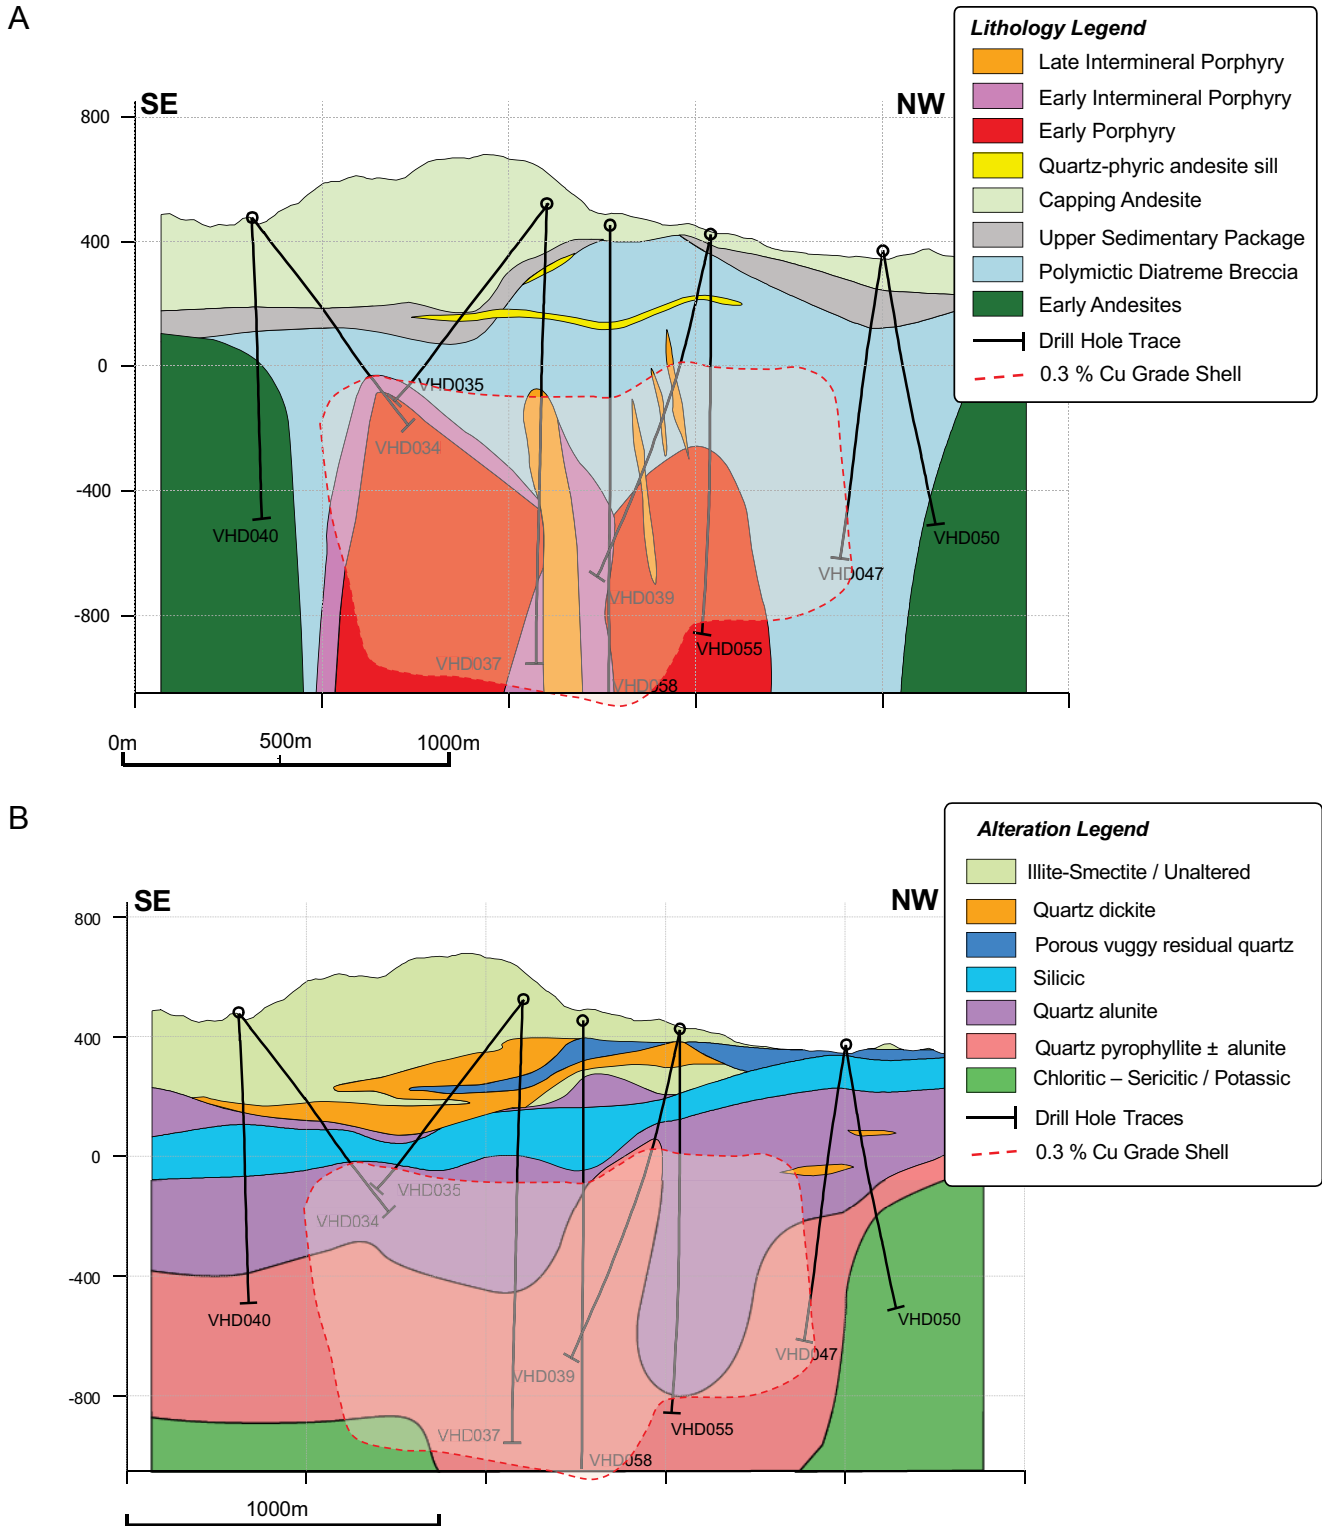 A
Lithology Legend
Late Intermineral Porphyry
Early Intermineral Porphyry
Early Porphyry
Quartz-phyric andesite sill
Capping Andesite
Upper Sedimentary Package
Polymictic Diatreme Breccia
Early Andesites
Drill Hole Trace
0.3 % Cu Grade Shell
SE
NW
800
400
0
-400
-800
VHD035
VHD034
VHD040
VHD050
VHD047
VHD039
VHD055
VHD037
VHD058
0m
500m
1000m
B
Alteration Legend
Illite-Smectite / Unaltered
Quartz dickite
Porous vuggy residual quartz
Silicic
Quartz alunite
Quartz pyrophyllite ± alunite
Chloritic – Sericitic / Potassic
Drill Hole Traces
0.3 % Cu Grade Shell
SE
NW
800
400
0
-400
-800
VHD035
VHD034
VHD040
VHD050
VHD047
VHD039
VHD055
VHD037
VHD058
1000m